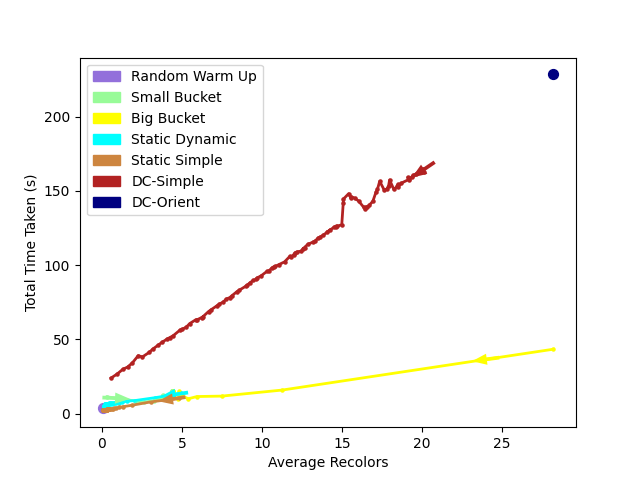 Random Warm Up
Small Bucket
Big Bucket
Static Dynamic
Static Simple
DC-Simple
DC-Orient
Total Time Taken (s)
200
150
100
50
0
0 5 10 15 20 25
Average Recolors